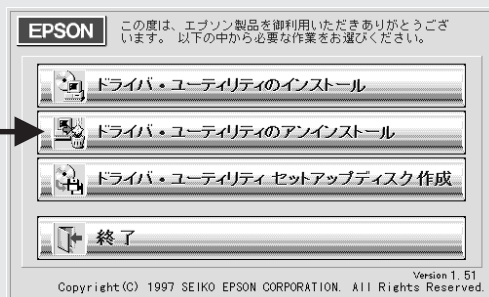 EPSON
この度は、エプソン製品を御利用いただきありがとうござ
います。 以下の中から必要な作業をお選びください。
ドライバ・ユーティリティのインストール
ドライバ・ユーティリティのアンインストール
ドライバ・ユーティリティ セットアップディスク作成
終了
Version 1.51
Copyright(C) 1997 SEIKO EPSON CORPORATION. All Rights Reserved.